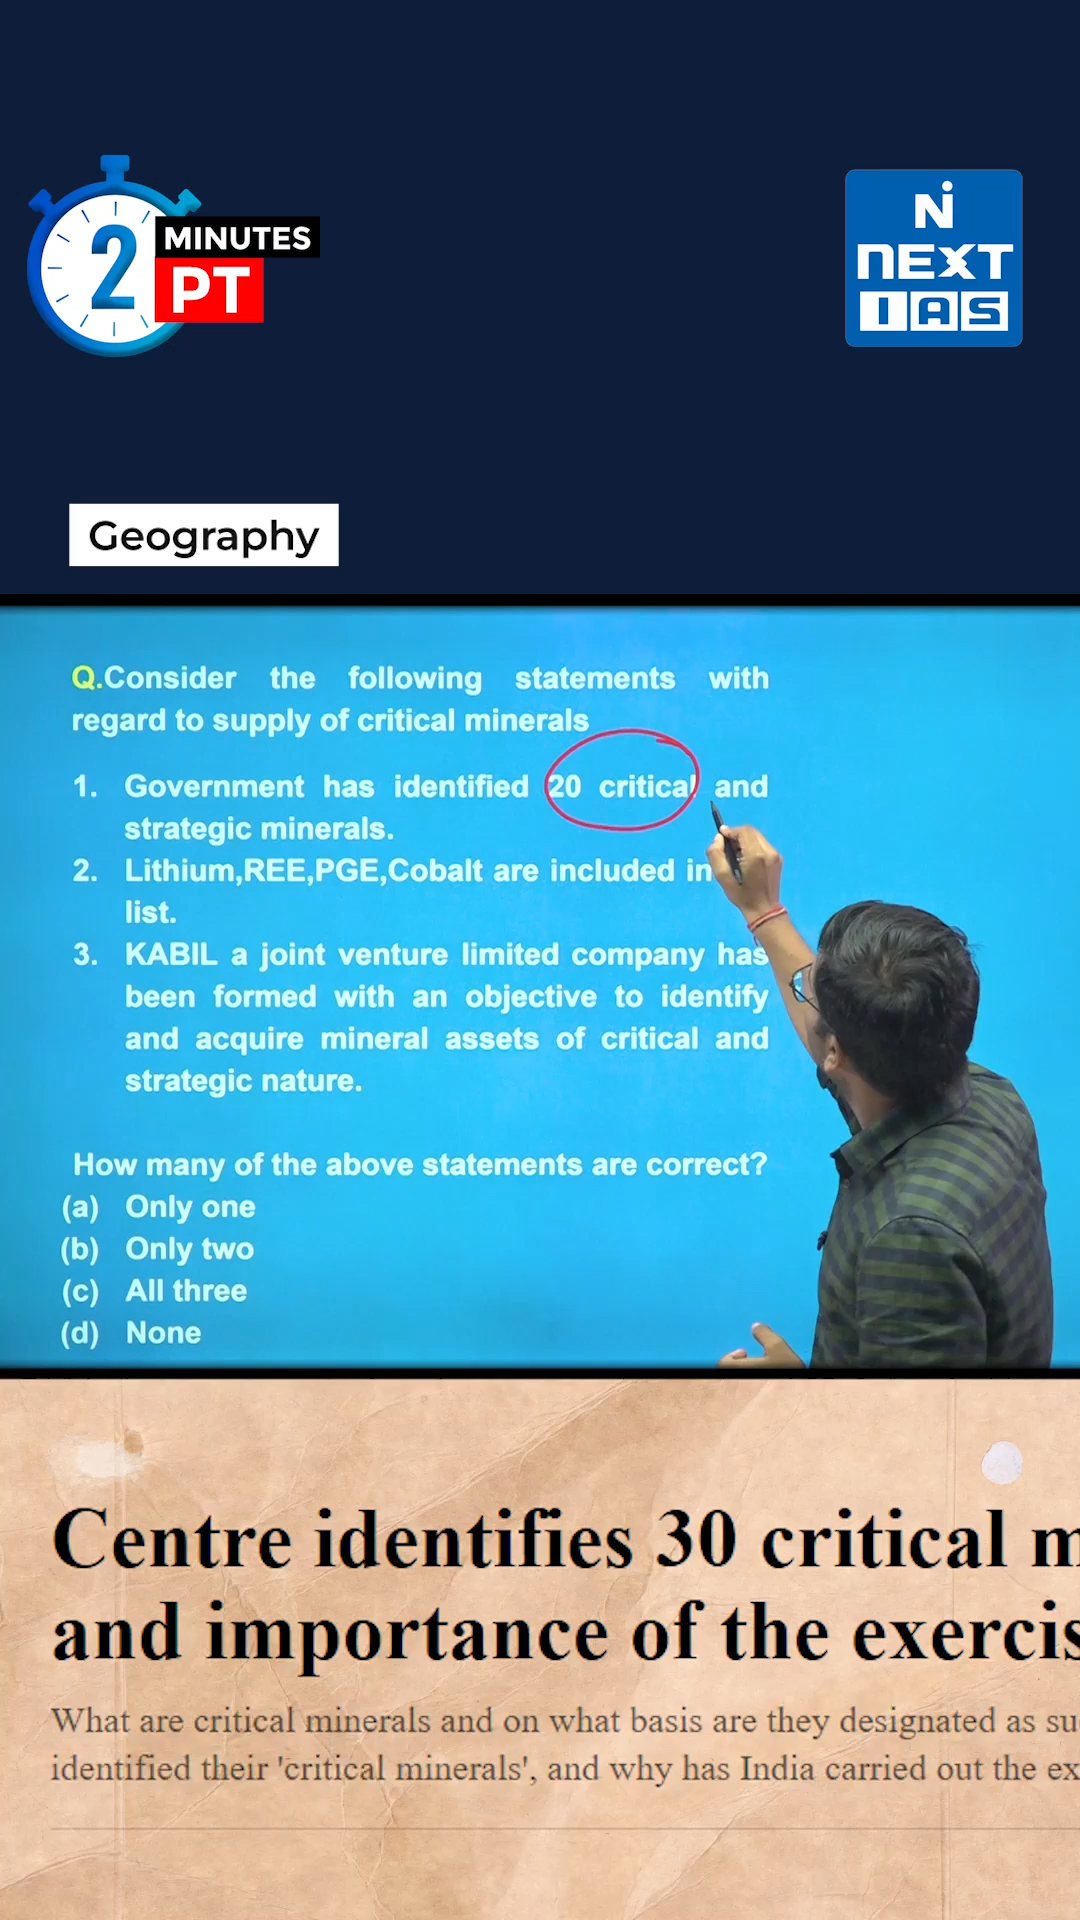 2
MINUTES
PT
Ni
NEXT
IAS
Geography
Q.Consider the following statements with
regard to supply of critical minerals
1. Government has identified 20 critical and
strategic minerals.
2. Lithium,REE,PGE,Cobalt are included in
list.
3. KABIL a joint venture limited company has
been formed with an objective to identify
and acquire mineral assets of critical and
strategic nature.
How many of the above statements are correct?
(a) Only one
(b) Only two
(c) All three
(d) None
Centre identifies 30 critical
and importance of the
What are critical minerals and on what basis are they designated as
identified their 'critical minerals', and why has India carried out the